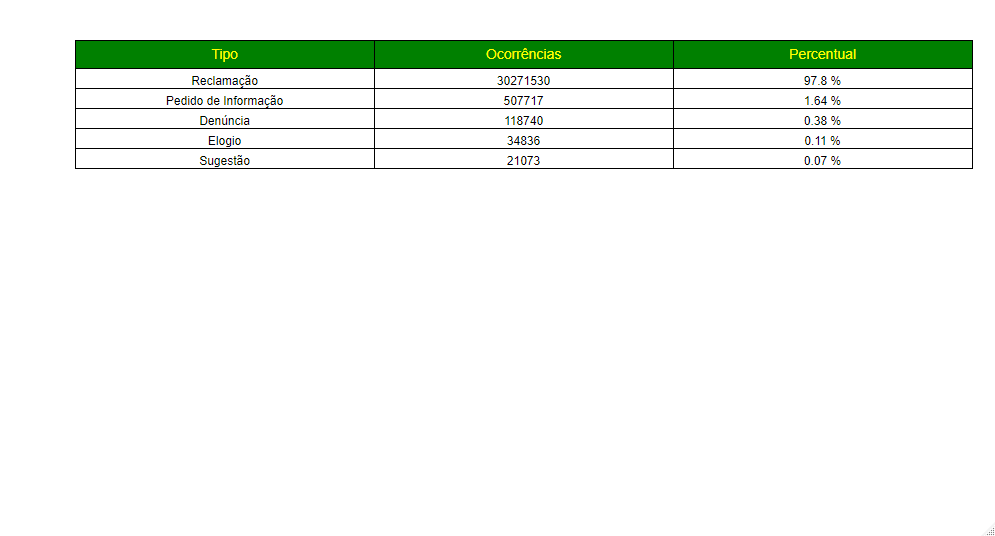 Tipo Ocorrências Percentual
Reclamação 30271530 97.8 %
Pedido de Informação 507717 1.64 %
Denúncia 118740 0.38 %
Elogio 34836 0.11 %
Sugestão 21073 0.07 %